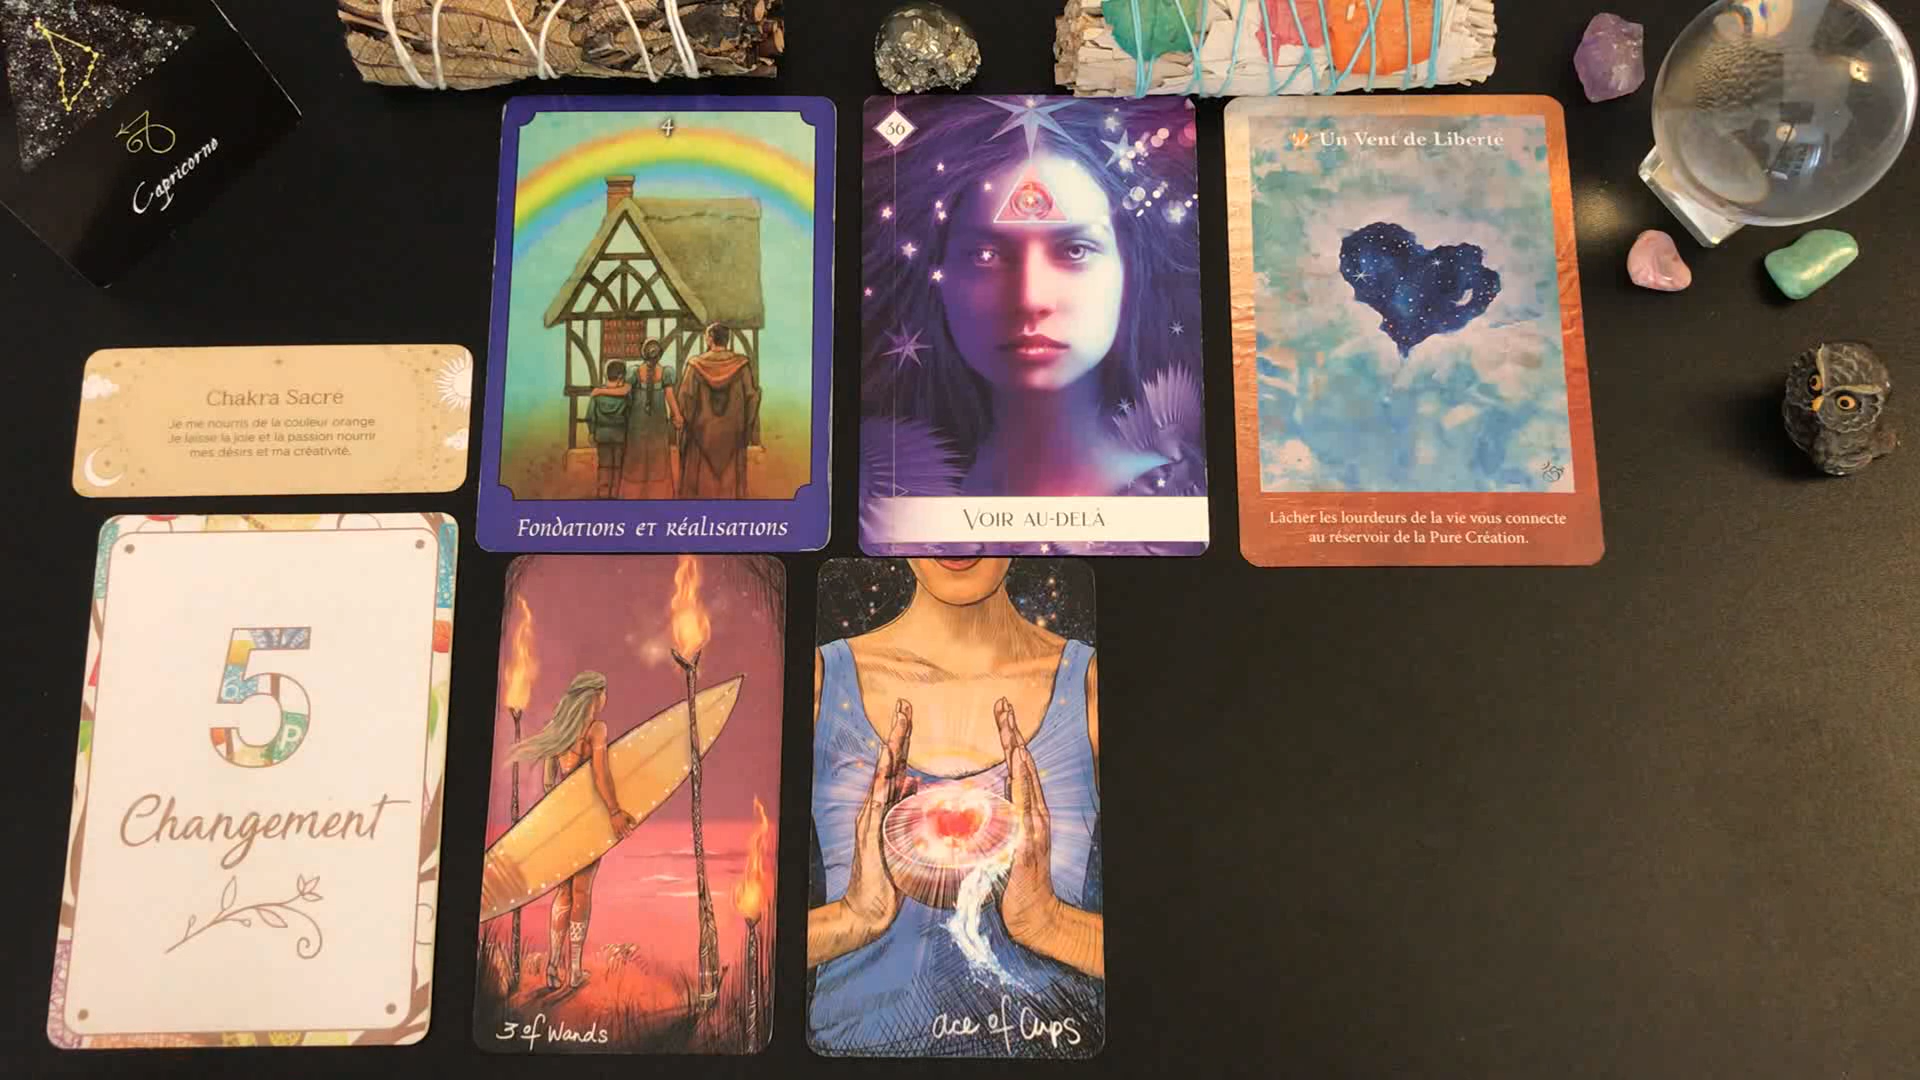 Capricorne
4
Fondations et réalisations
36
Voir au-delà
Un Vent de Liberté
Lâcher les lourdeurs de la vie vous connecte
au réservoir de la Pure Création.
Chakra Sacré
Je me nourris de la couleur orange
Je laisse la joie et la passion nourrir
mes désirs et ma créativité.
5
Changement
3 of Wands
ace of Cups